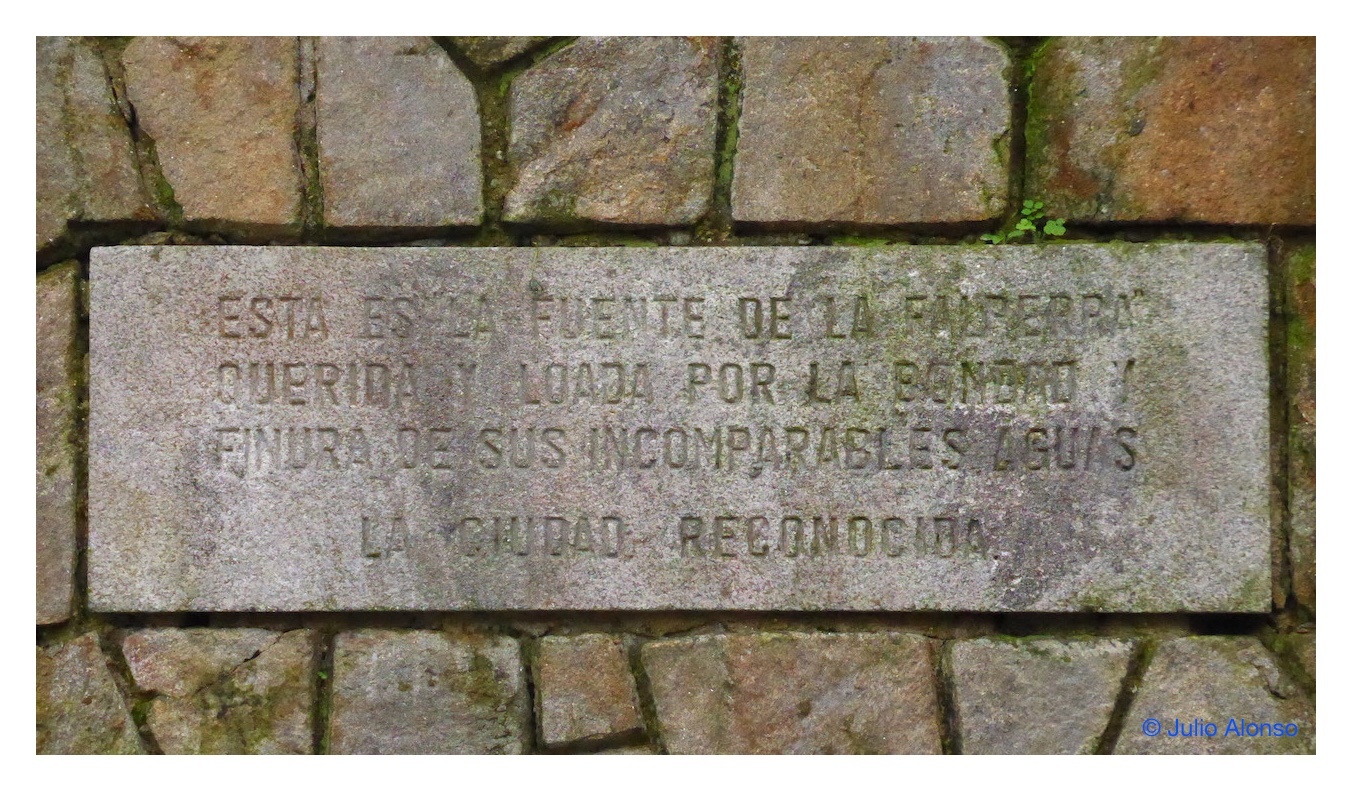 ESTA ES LA FUENTE DE LA FALPERRA
QUERIDA Y LOADA POR LA BONDAD Y
FINURA DE SUS INCOMPARABLES AGUAS
LA CIUDAD RECONOCIDA
© Julio Alonso